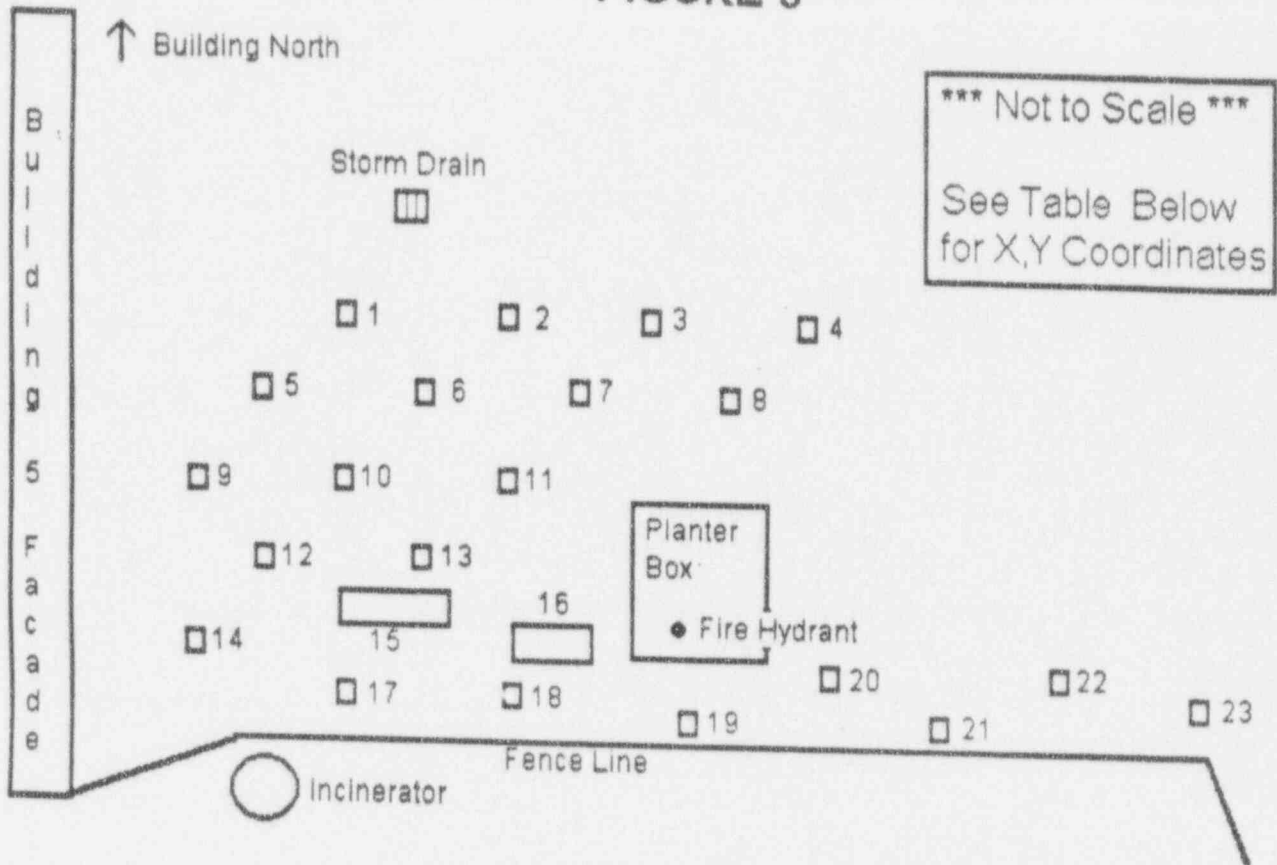 Building North
*** Not to Scale ***
See Table Below
for X,Y Coordinates
Building 5 Facade
Storm Drain
1
2
3
4
5
6
7
8
9
10
11
12
13
Planter
Box
14
15
16
Fire Hydrant
17
18
19
20
21
22
23
Fence Line
Incinerator